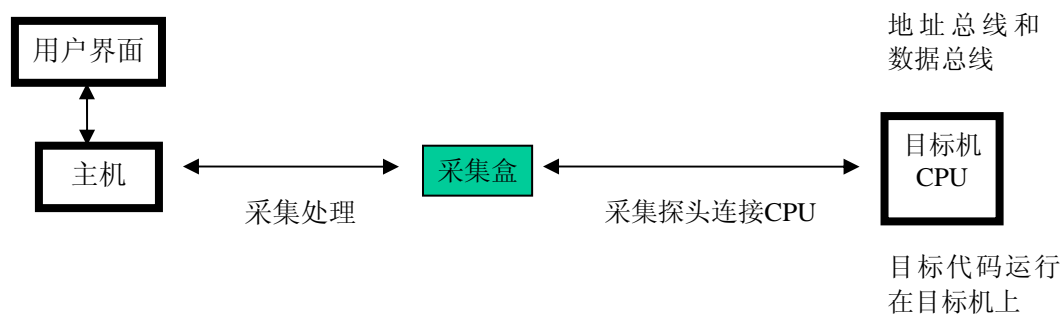 用户界面
主机
采集处理
采集盒
采集探头连接CPU
地址总线和
数据总线
目标机
CPU
目标代码运行
在目标机上